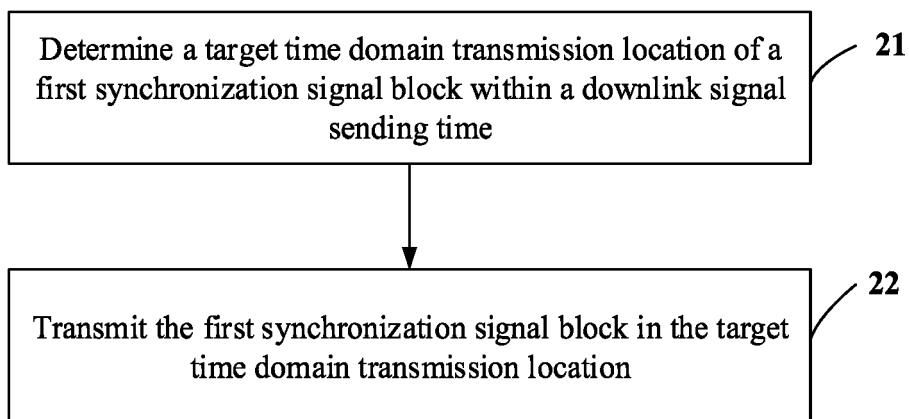 Determine a target time domain transmission location of a
first synchronization signal block within a downlink signal
sending time
21
Transmit the first synchronization signal block in the target
time domain transmission location
22